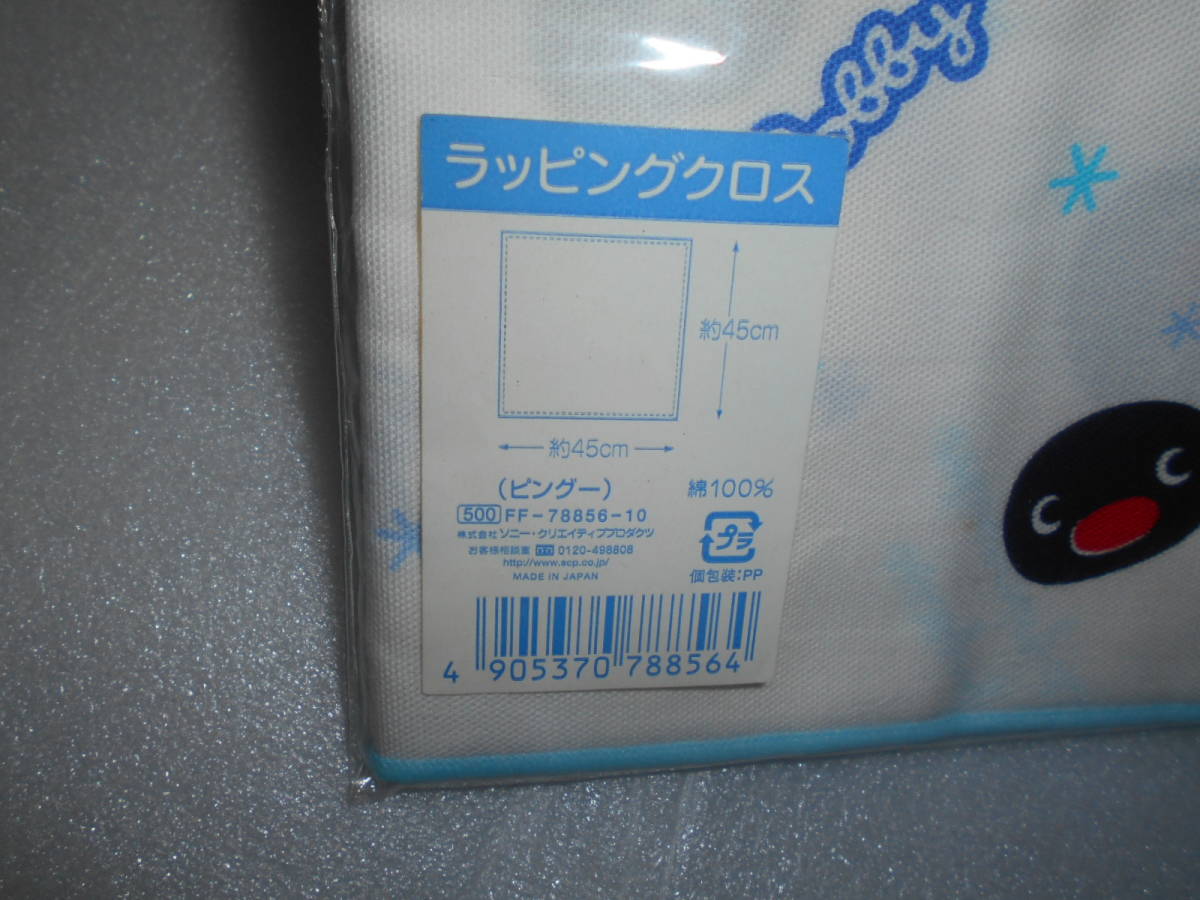 obby
ラッピングクロス
約45cm
約45cm
(ピングー) 綿100%
500 FF-78856-10
株式会社 ソニー・クリエイティブプロダクツ
お客様相談室 0120-498808
http://www.scp.co.jp/
MADE IN JAPAN
プラ
個包装:PP
4 905370 788564